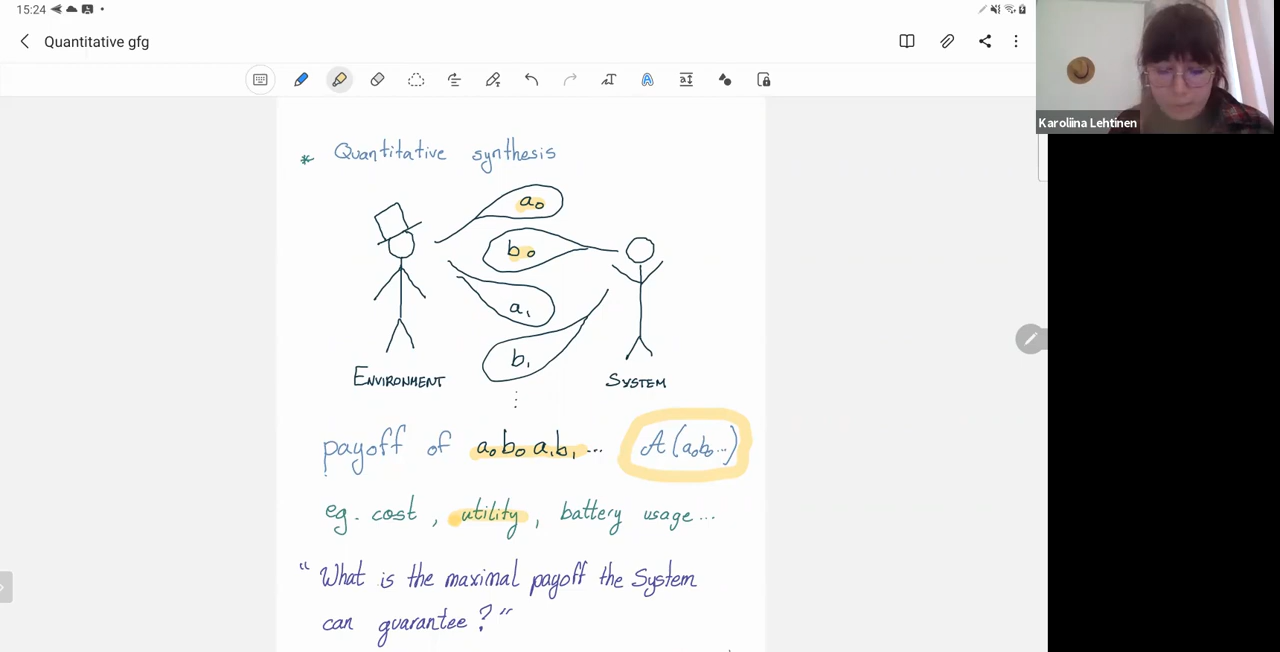 15:24
Quantitative gfg
Karoliina Lehtinen
* Quantitative synthesis
a₀
b₀
a₁
b₁
⋮
ENVIRONMENT
SYSTEM
payoff of a₀b₀a₁b₁... A(a₀b₀...)
eg. cost, utility, battery usage...
"What is the maximal payoff the System
can guarantee?"